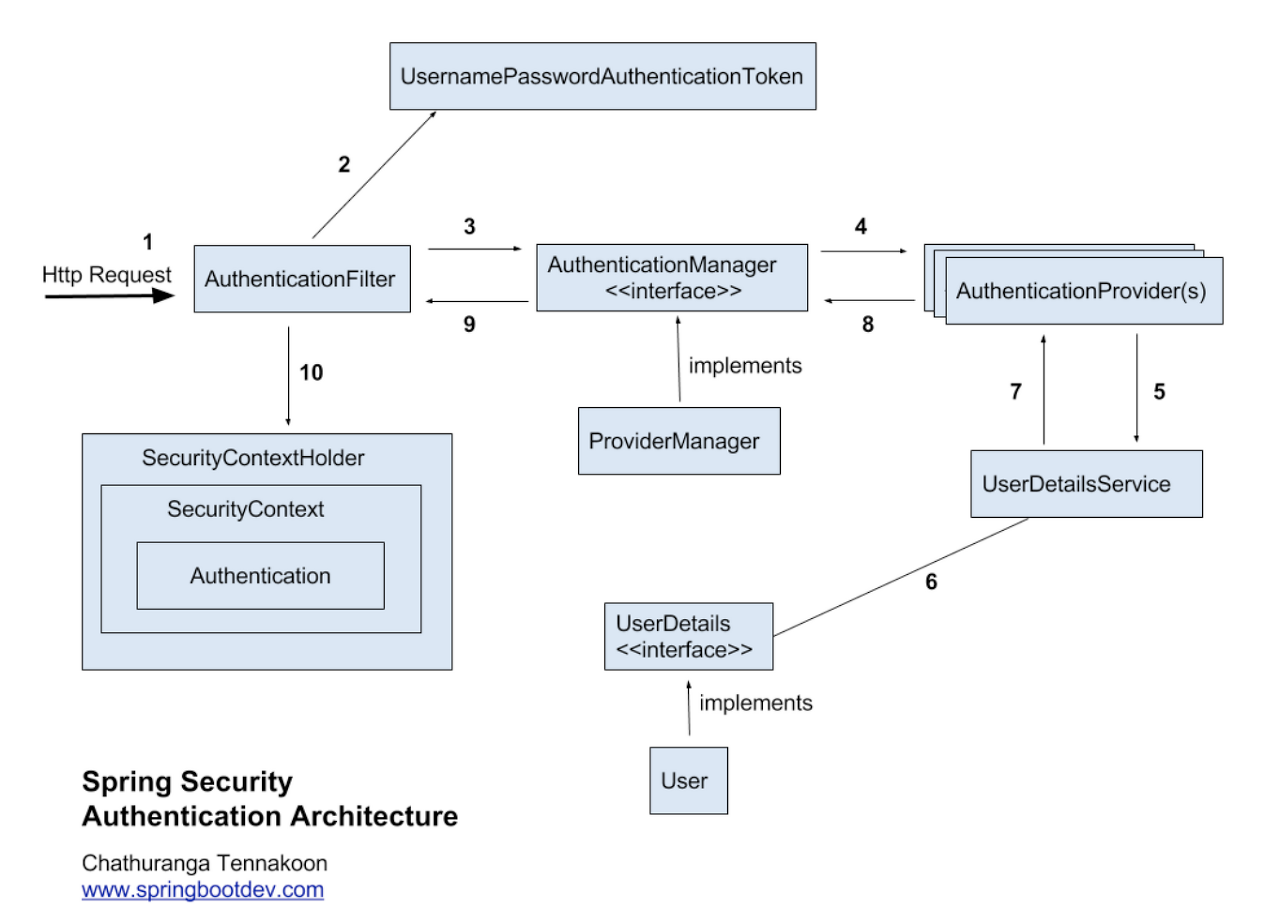 UsernamePasswordAuthenticationToken
2
1
3
4
Http Request
AuthenticationFilter
AuthenticationManager
<<interface>>
AuthenticationProvider(s)
9
8
10
implements
7
5
ProviderManager
SecurityContextHolder
UserDetailsService
SecurityContext
Authentication
6
UserDetails
<<interface>>
implements
User
Spring Security
Authentication Architecture
Chathuranga Tennakoon
www.springbootdev.com